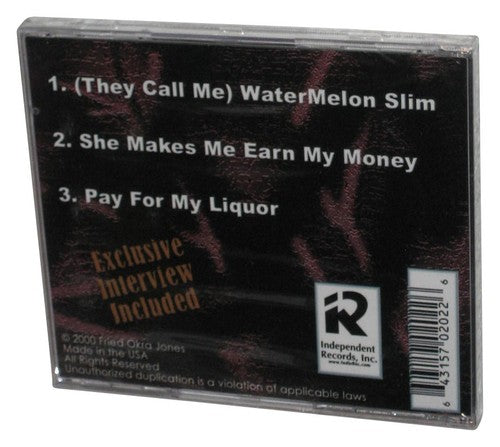 1. (They Call Me) WaterMelon Slim
2. She Makes Me Earn My Money
3. Pay For My Liquor
Exclusive
Interview
Included
© 2000 Fried Okra Jones
Made in the USA
All Rights Reserved
Unauthorized duplication is a violation of applicable laws
iR
Independent
Records, Inc.
6 43157 02022 6